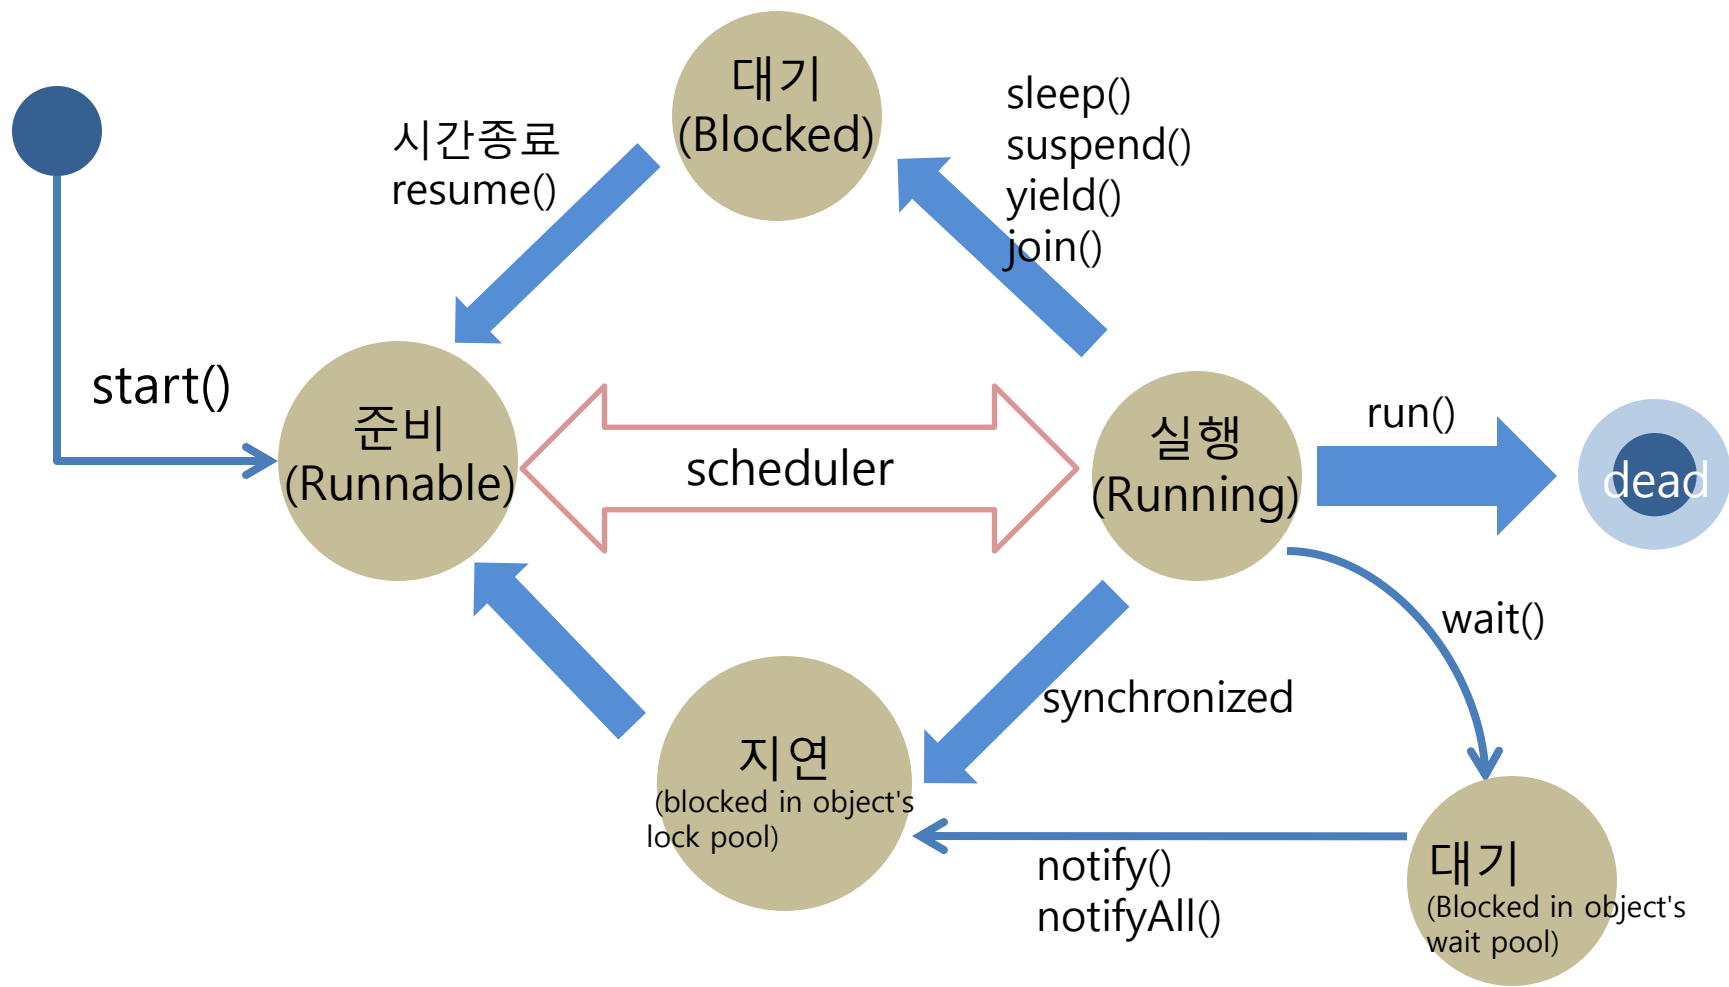 대기
(Blocked)
sleep()
suspend()
yield()
join()
시간종료
resume()
start()
준비
(Runnable)
scheduler
실행
(Running)
run()
dead
wait()
synchronized
지연
(blocked in object's
lock pool)
notify()
notifyAll()
대기
(Blocked in object's
wait pool)